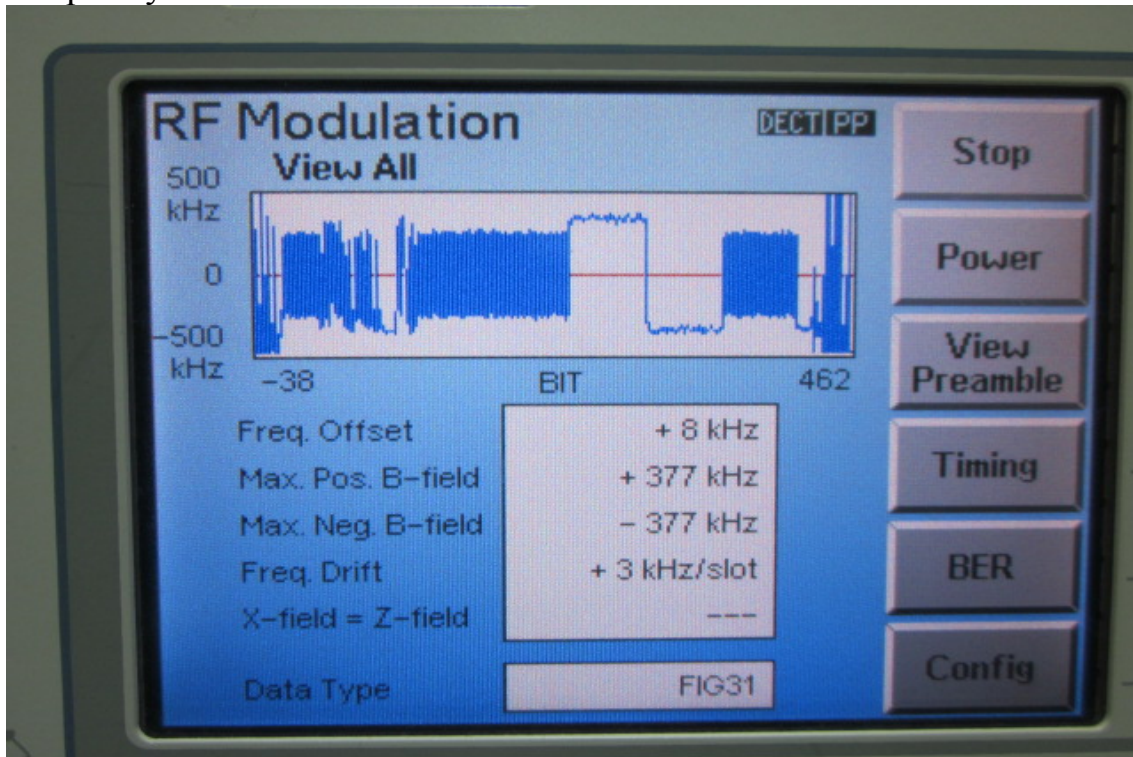 RF Modulation DECT PP
View All
500
kHz
0
-500
kHz
-38 BIT 462
Freq. Offset + 8 kHz
Max. Pos. B-field + 377 kHz
Max. Neg. B-field - 377 kHz
Freq. Drift + 3 kHz/slot
X-field = Z-field ---
Data Type FIG31
Stop
Power
View
Preamble
Timing
BER
Config